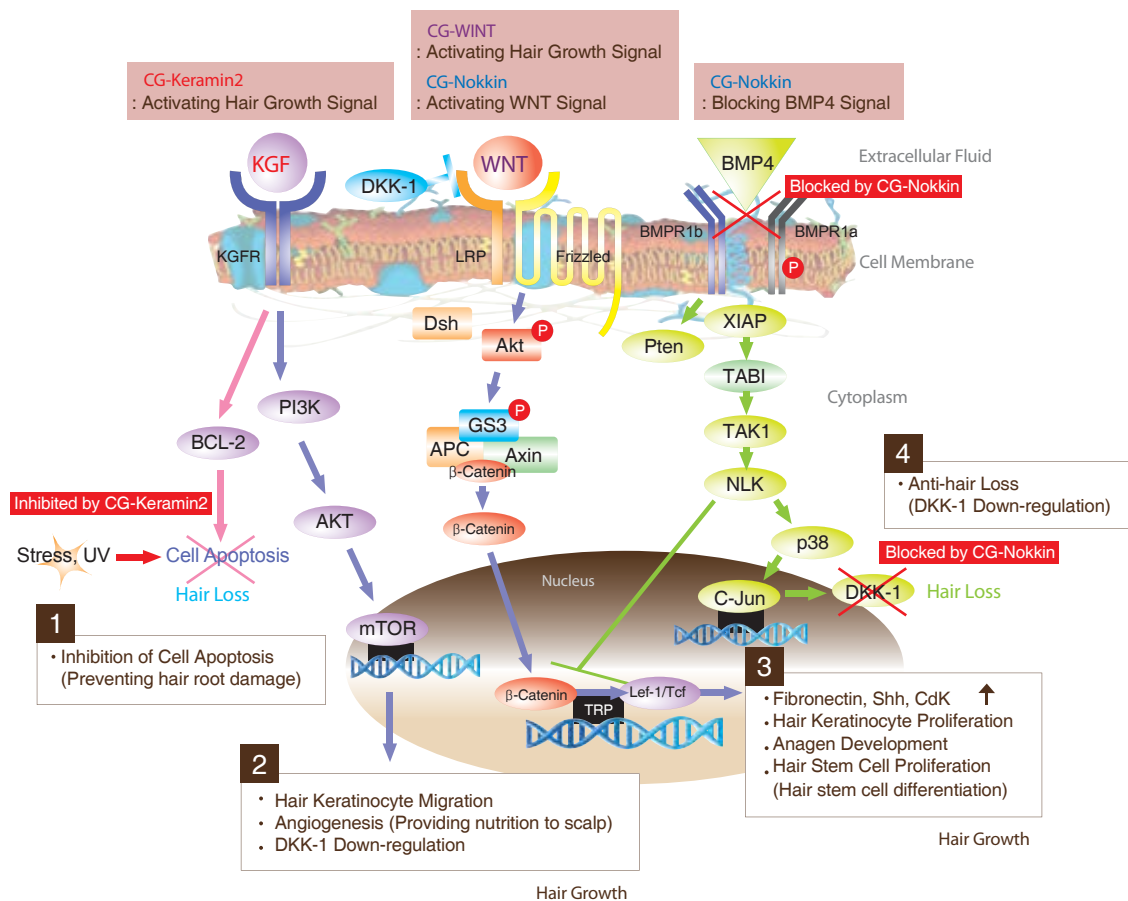 CG-WINT
: Activating Hair Growth Signal
CG-Nokkin
: Activating WNT Signal
CG-Keramin2
: Activating Hair Growth Signal
CG-Nokkin
: Blocking BMP4 Signal
KGF
DKK-1
WNT
BMP4
Extracellular Fluid
Blocked by CG-Nokkin
KGFR
LRP
Frizzled
BMPR1b
BMPR1a
P
Cell Membrane
Dsh
Akt
P
Pten
XIAP
TABI
Cytoplasm
PI3K
BCL-2
GS3
P
APC
Axin
β-Catenin
TAK1
NLK
4
• Anti-hair Loss
(DKK-1 Down-regulation)
Inhibited by CG-Keramin2
AKT
β-Catenin
p38
Stress, UV
Cell Apoptosis
Hair Loss
Nucleus
Blocked by CG-Nokkin
C-Jun
DKK-1
Hair Loss
1
• Inhibition of Cell Apoptosis
(Preventing hair root damage)
mTOR
β-Catenin
Lef-1/Tcf
TRP
3
• Fibronectin, Shh, CdK
• Hair Keratinocyte Proliferation
• Anagen Development
• Hair Stem Cell Proliferation
(Hair stem cell differentiation)
Hair Growth
2
• Hair Keratinocyte Migration
• Angiogenesis (Providing nutrition to scalp)
• DKK-1 Down-regulation
Hair Growth